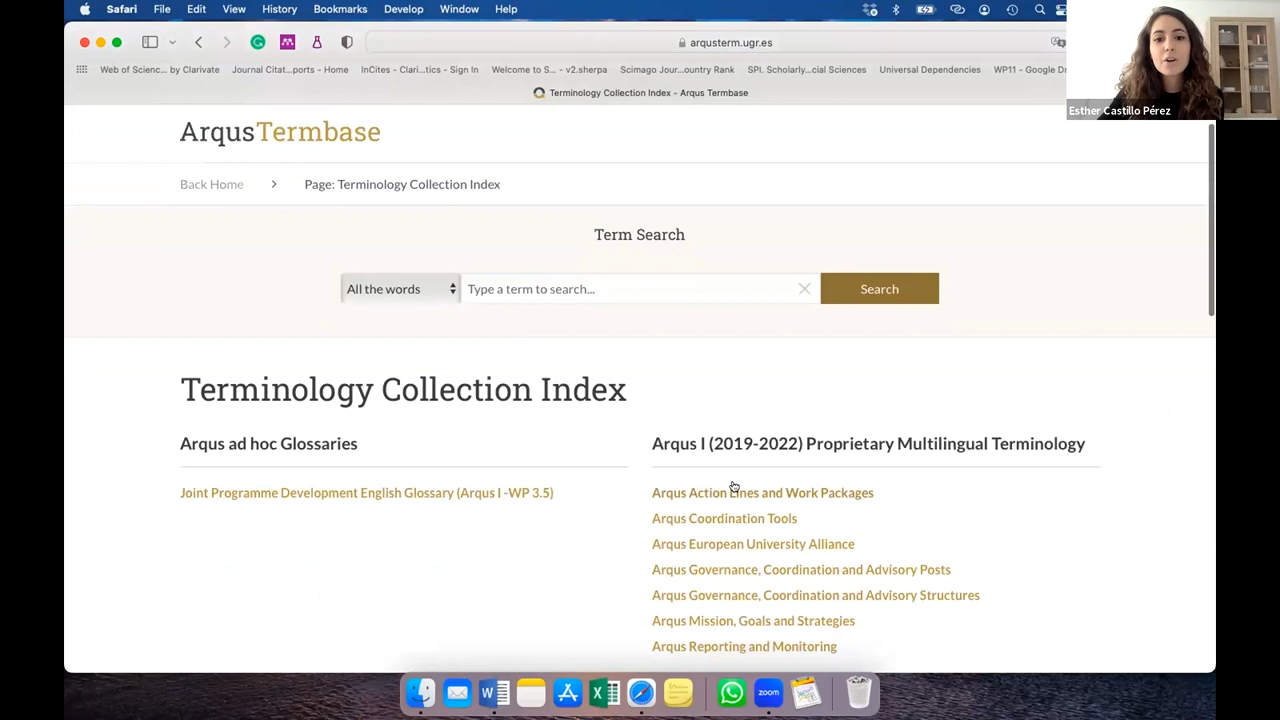 Safari File Edit View History Bookmarks Develop Window Help
arqusterm.ugr.es
Web of Scienc... by Clarivate Journal Citat...ports - Home InCites - Clari...tics - Sign In Welcome to S... - v2.sherpa Scimago Jour...ountry Rank SPI. Scholarly...cial Sciences Universal Dependencies WP11 - Google Dr
Terminology Collection Index - Arqus Termbase
Esther Castillo Pérez
ArqusTermbase
Back Home > Page: Terminology Collection Index
Term Search
All the words Type a term to search... Search
Terminology Collection Index
Arqus ad hoc Glossaries
Joint Programme Development English Glossary (Arqus I -WP 3.5)
Arqus I (2019-2022) Proprietary Multilingual Terminology
Arqus Action Lines and Work Packages
Arqus Coordination Tools
Arqus European University Alliance
Arqus Governance, Coordination and Advisory Posts
Arqus Governance, Coordination and Advisory Structures
Arqus Mission, Goals and Strategies
Arqus Reporting and Monitoring
zoom